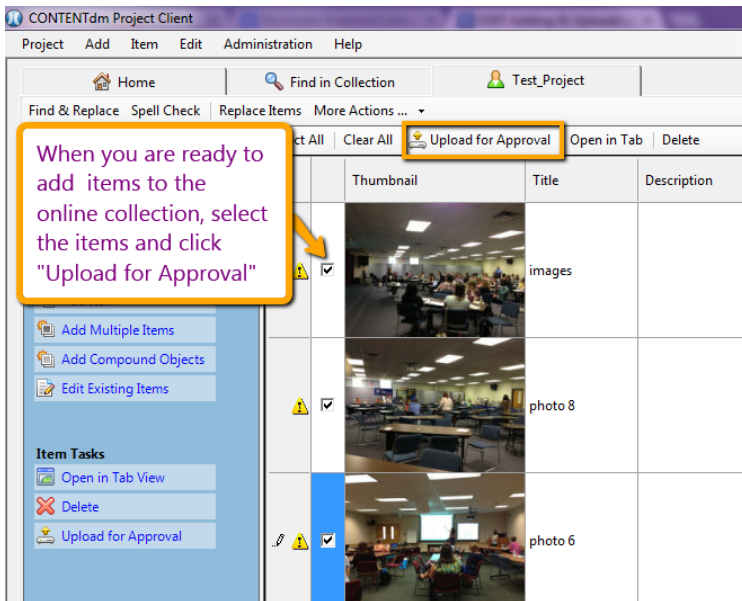 CONTENTdm Project Client
Project Add Item Edit Administration Help
Home Find in Collection Test_Project
Find & Replace Spell Check Replace Items More Actions ...
All Clear All Upload for Approval Open in Tab Delete
When you are ready to
add items to the
online collection, select
the items and click
"Upload for Approval"
Thumbnail Title Description
images
Add Multiple Items
Add Compound Objects
Edit Existing Items
photo 8
Item Tasks
Open in Tab View
Delete
Upload for Approval
photo 6